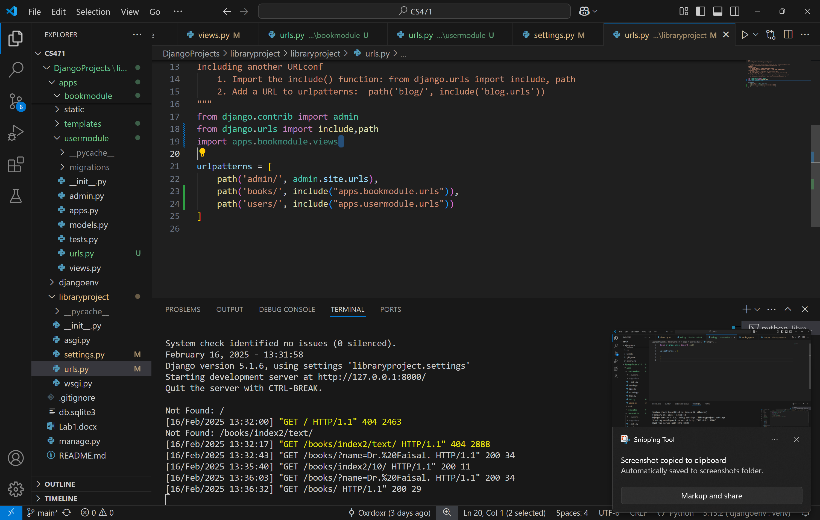 File Edit Selection View Go ··· CS471
EXPLORER ···
CS471
DjangoProjects \ li...
apps
bookmodule
static
templates
usermodule
__pycache__
migrations
__init__.py
admin.py
apps.py
models.py
tests.py
urls.py U
views.py
djangoenv
libraryproject
__pycache__
__init__.py
asgi.py
settings.py M
urls.py M
wsgi.py
.gitignore
db.sqlite3
Lab1.docx
manage.py
README.md
OUTLINE
TIMELINE
views.py M urls.py ...\bookmodule U urls.py ...\usermodule U settings.py M urls.py ...\libraryproject M
DjangoProjects > libraryproject > libraryproject > urls.py > ...
13 Including another URLconf
14 1. Import the include() function: from django.urls import include, path
15 2. Add a URL to urlpatterns: path('blog/', include('blog.urls'))
16 """
17 from django.contrib import admin
18 from django.urls import include,path
19 import apps.bookmodule.views
20
21 urlpatterns = [
22 path('admin/', admin.site.urls),
23 path('books/', include("apps.bookmodule.urls")),
24 path('users/', include("apps.usermodule.urls"))
25 ]
26
PROBLEMS OUTPUT DEBUG CONSOLE TERMINAL PORTS
System check identified no issues (0 silenced).
February 16, 2025 - 13:31:58
Django version 5.1.6, using settings 'libraryproject.settings'
Starting development server at http://127.0.0.1:8000/
Quit the server with CTRL-BREAK.
Not Found: /
[16/Feb/2025 13:32:00] "GET / HTTP/1.1" 404 2463
Not Found: /books/index2/text/
[16/Feb/2025 13:32:17] "GET /books/index2/text/ HTTP/1.1" 404 2888
[16/Feb/2025 13:32:43] "GET /books/?name=Dr.%20Faisal. HTTP/1.1" 200 34
[16/Feb/2025 13:35:40] "GET /books/index2/10/ HTTP/1.1" 200 11
[16/Feb/2025 13:36:03] "GET /books/?name=Dr.%20Faisal. HTTP/1.1" 200 34
[16/Feb/2025 13:36:32] "GET /books/ HTTP/1.1" 200 29
Snipping Tool
Screenshot copied to clipboard
Automatically saved to screenshots folder.
Markup and share
6
main* 0 0 Oxrdoxr (3 days ago) Ln 20, Col 1 (2 selected) Spaces: 4